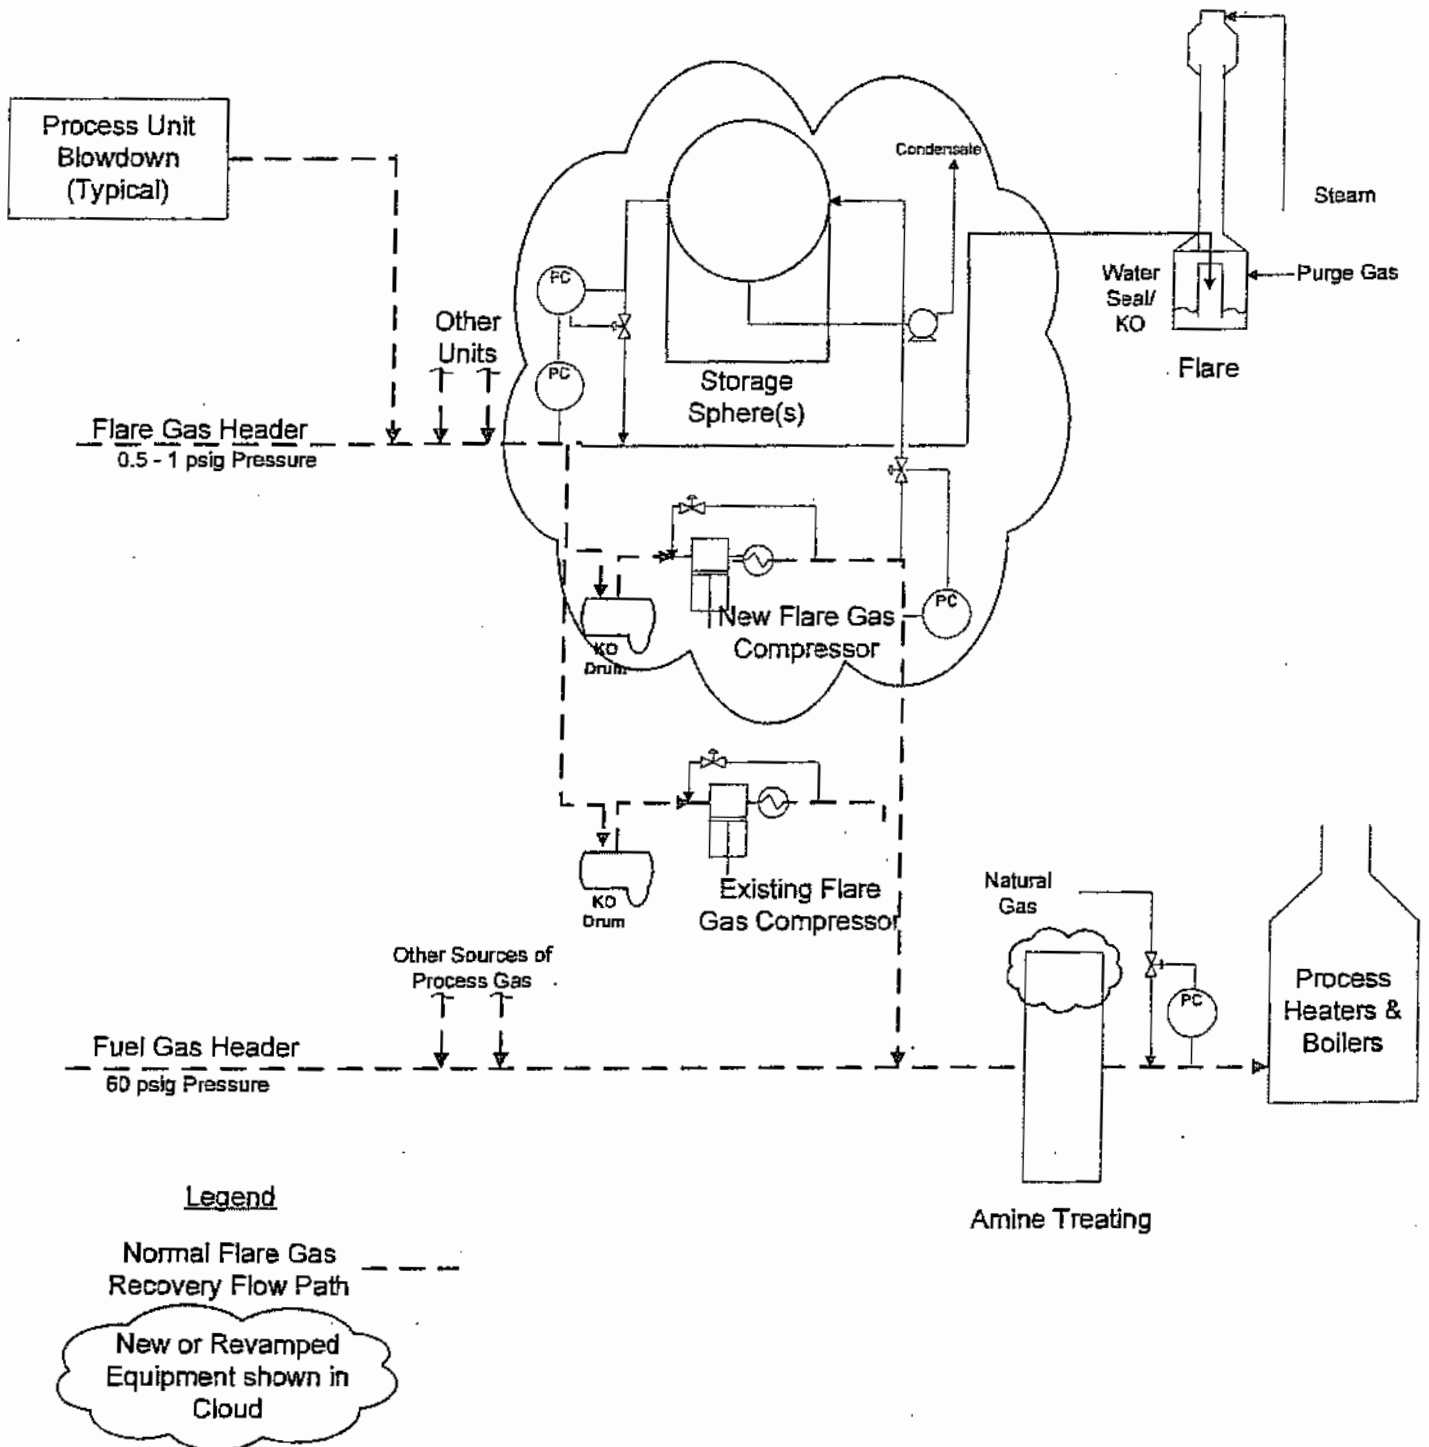 Process Unit
Blowdown
(Typical)
Condensate
Steam
Water
Seal/
KO
Purge Gas
Flare
PC
PC
Other
Units
Storage
Sphere(s)
Flare Gas Header
0.5 - 1 psig Pressure
New Flare Gas
Compressor
PC
KO
Drum
Existing Flare
Gas Compressor
KO
Drum
Natural
Gas
Other Sources of
Process Gas
PC
Process
Heaters &
Boilers
Fuel Gas Header
60 psig Pressure
Amine Treating
Legend
Normal Flare Gas
Recovery Flow Path
New or Revamped
Equipment shown in
Cloud